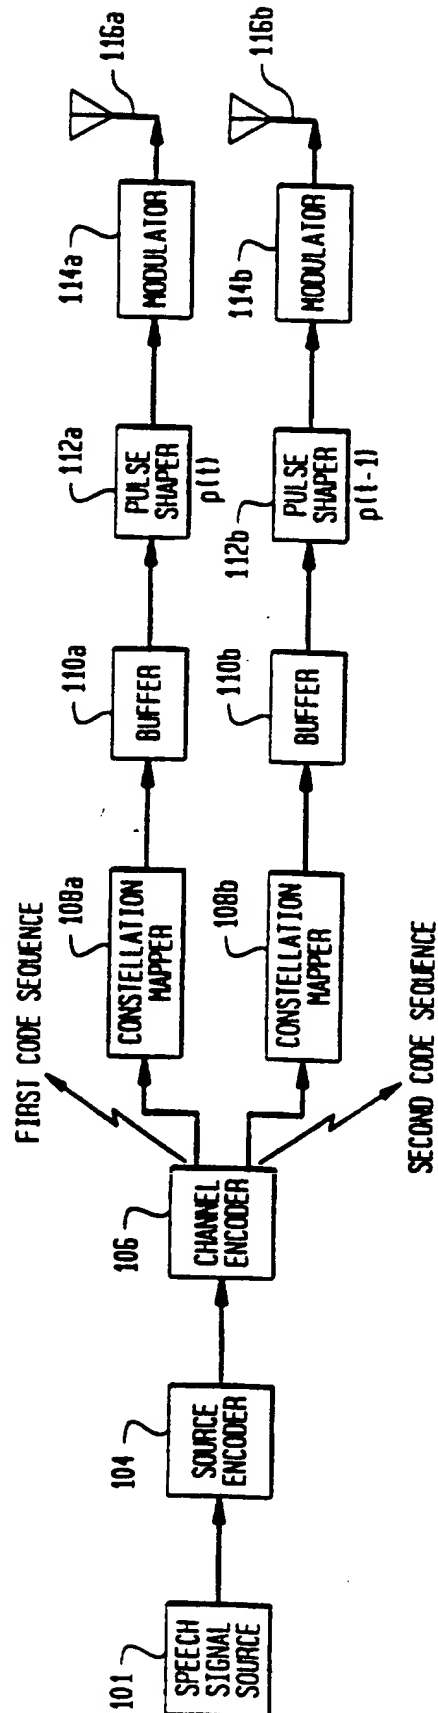 101
SPEECH
SIGNAL
SOURCE
104
SOURCE
ENCODER
106
CHANNEL
ENCODER
FIRST CODE SEQUENCE
SECOND CODE SEQUENCE
108a
CONSTELLATION
MAPPER
110a
BUFFER
112a
PULSE
SHAPER
p(t)
114a
MODULATOR
116a
108b
CONSTELLATION
MAPPER
110b
BUFFER
112b
PULSE
SHAPER
p(t-1)
114b
MODULATOR
116b